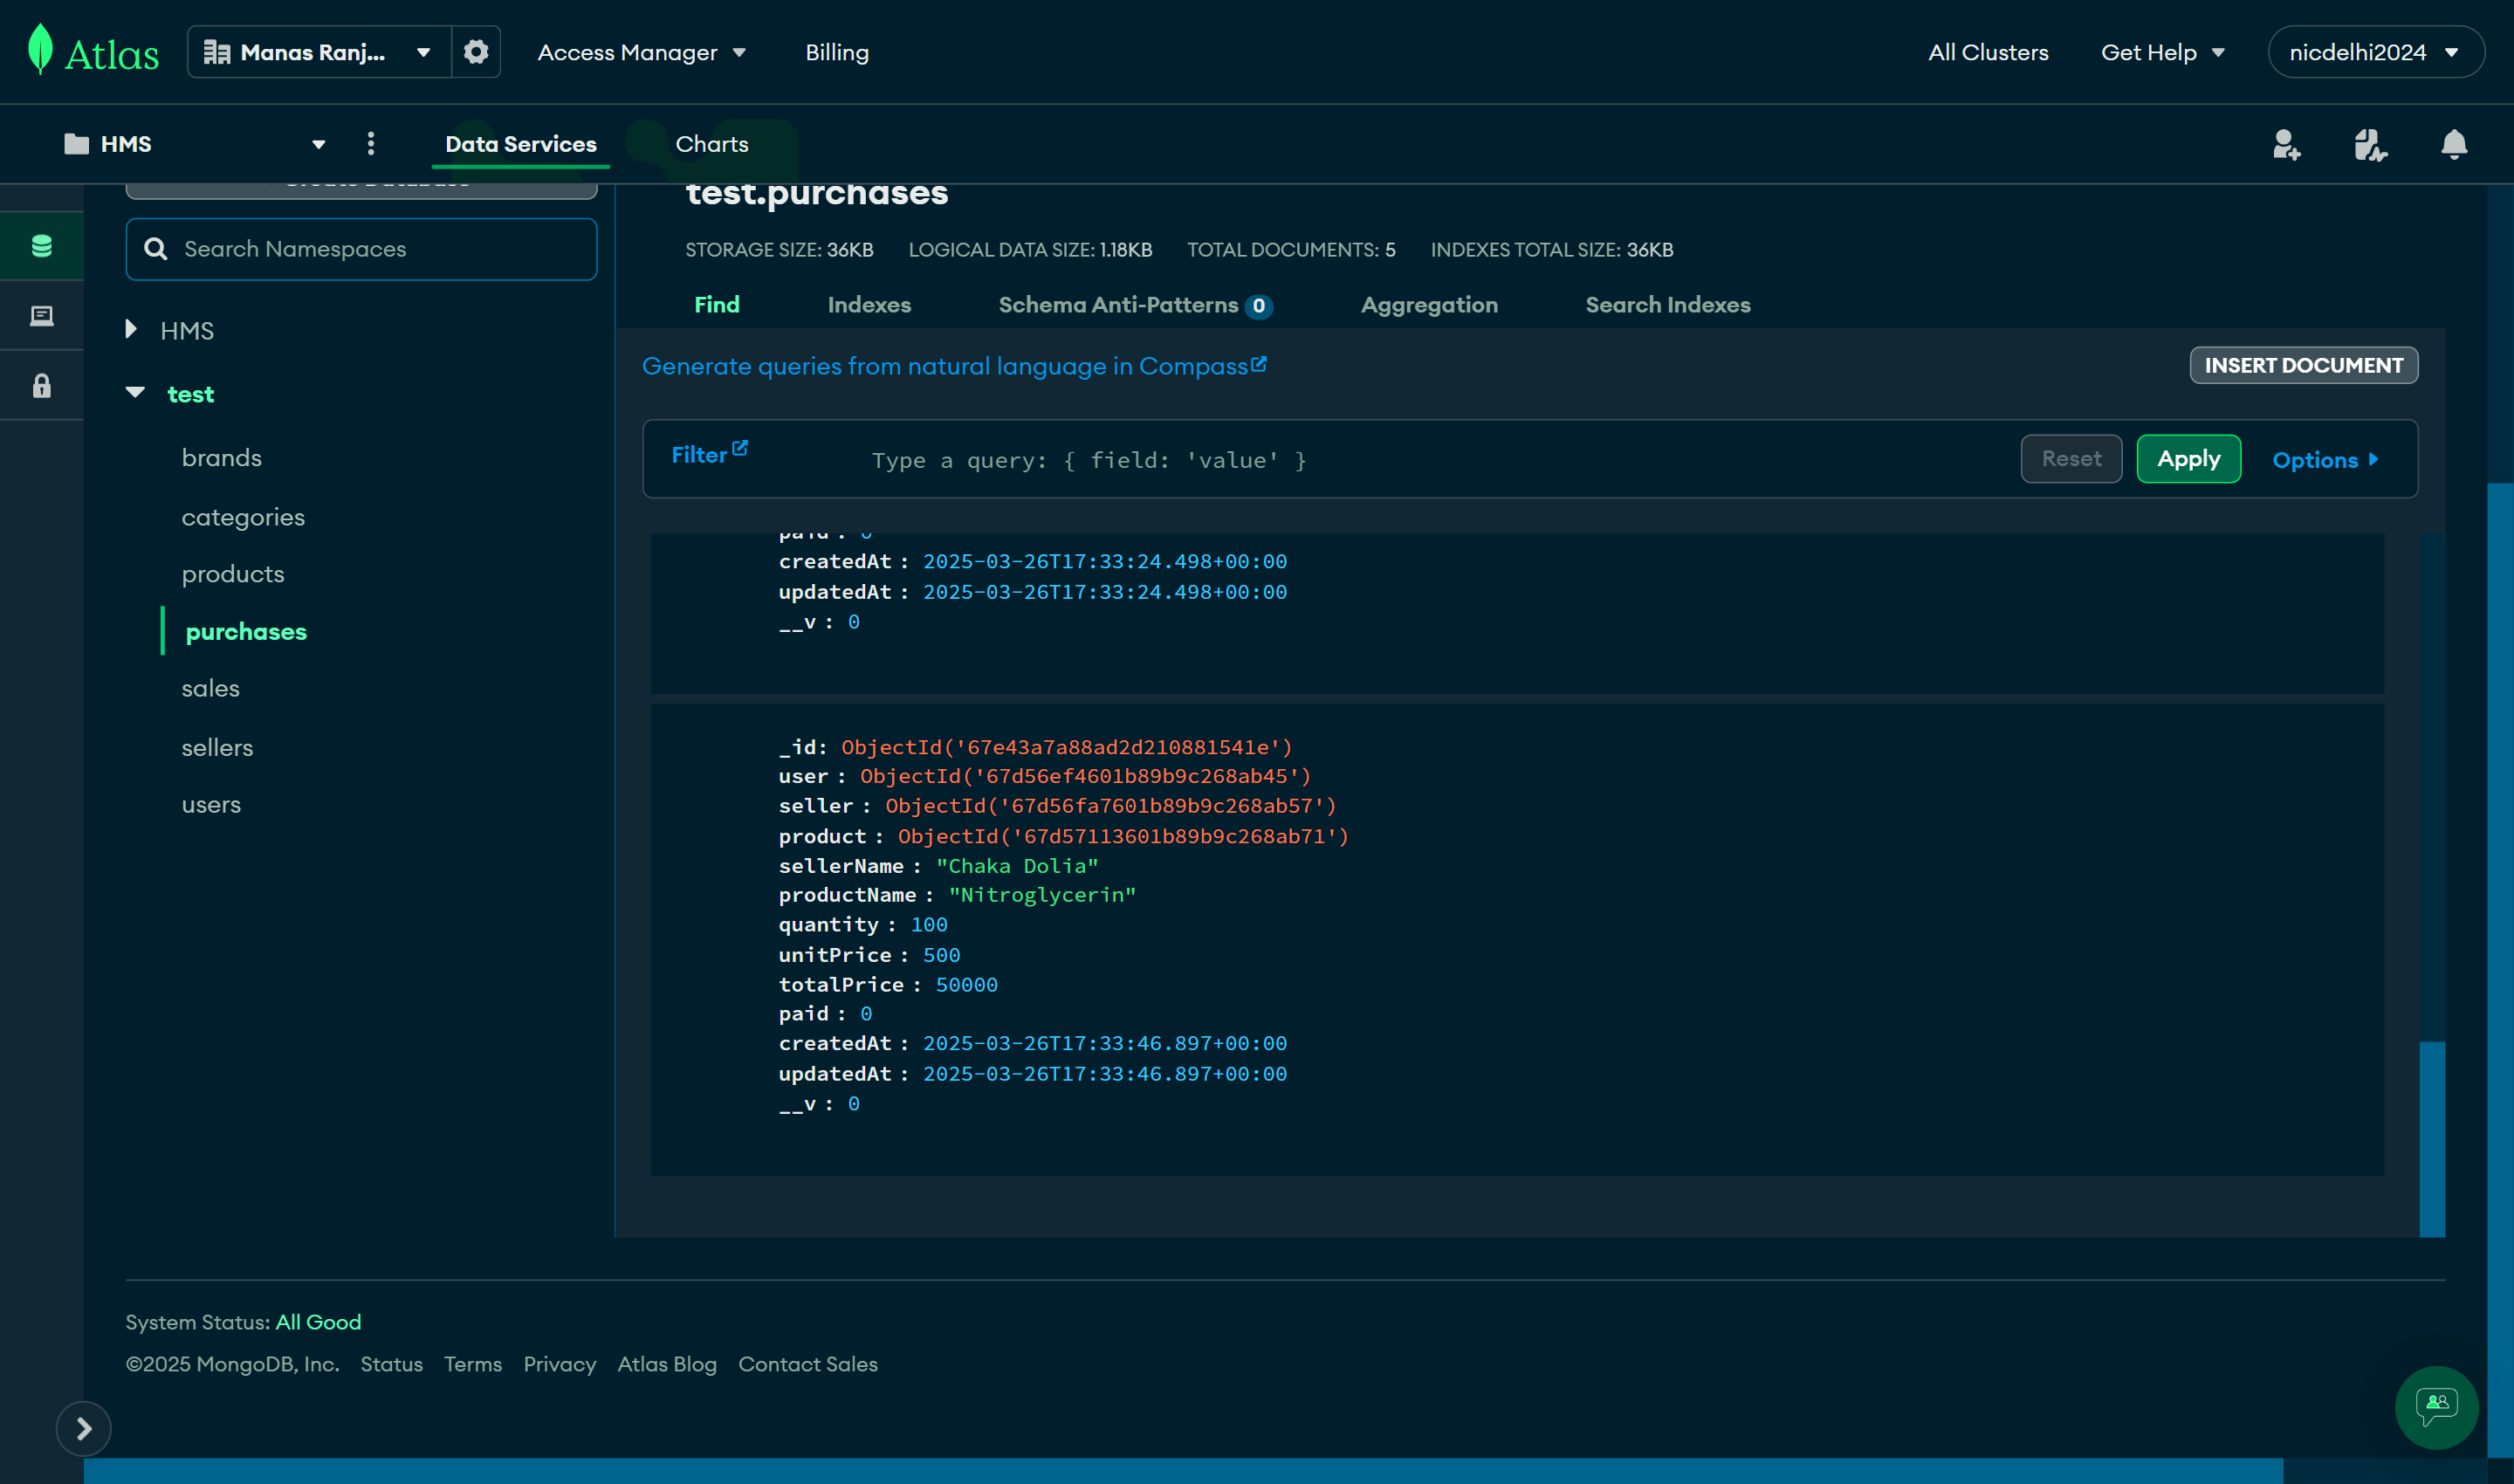 Atlas
Manas Ranj...
Access Manager
Billing
All Clusters
Get Help
nicdelhi2024
HMS
Data Services
Charts
Create Database
test.purchases
Search Namespaces
STORAGE SIZE: 36KB LOGICAL DATA SIZE: 1.18KB TOTAL DOCUMENTS: 5 INDEXES TOTAL SIZE: 36KB
Find Indexes Schema Anti-Patterns 0 Aggregation Search Indexes
HMS
test
brands
categories
products
purchases
sales
sellers
users
Generate queries from natural language in Compass
INSERT DOCUMENT
Filter
Type a query: { field: 'value' }
Reset
Apply
Options
paid : 0
createdAt : 2025-03-26T17:33:24.498+00:00
updatedAt : 2025-03-26T17:33:24.498+00:00
__v : 0
_id: ObjectId('67e43a7a88ad2d210881541e')
user : ObjectId('67d56ef4601b89b9c268ab45')
seller : ObjectId('67d56fa7601b89b9c268ab57')
product : ObjectId('67d57113601b89b9c268ab71')
sellerName : "Chaka Dolia"
productName : "Nitroglycerin"
quantity : 100
unitPrice : 500
totalPrice : 50000
paid : 0
createdAt : 2025-03-26T17:33:46.897+00:00
updatedAt : 2025-03-26T17:33:46.897+00:00
__v : 0
System Status: All Good
©2025 MongoDB, Inc. Status Terms Privacy Atlas Blog Contact Sales